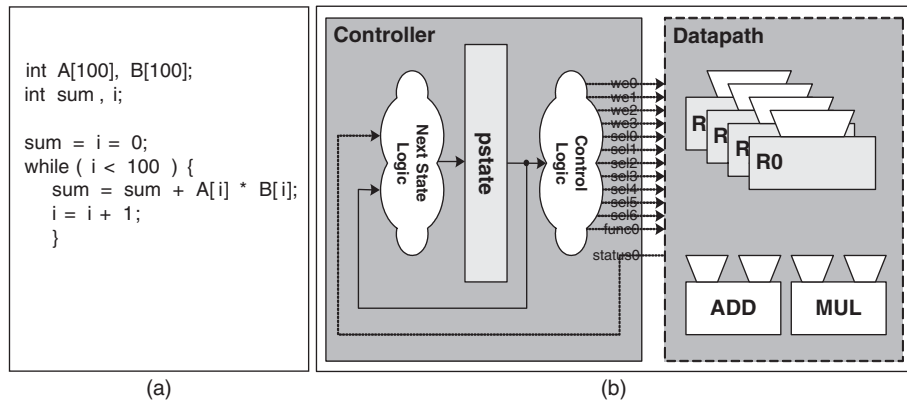 int A[100], B[100];
int sum , i;
sum = i = 0;
while ( i < 100 ) {
sum = sum + A[ i ] * B[ i ];
i = i + 1;
}
(a)
Controller
Next State
Logic
pstate
Control
Logic
we0
we1
we2
we3
sel0
sel1
sel2
sel3
sel4
sel5
sel6
func0
status0
Datapath
R
R
R
R0
ADD
MUL
(b)